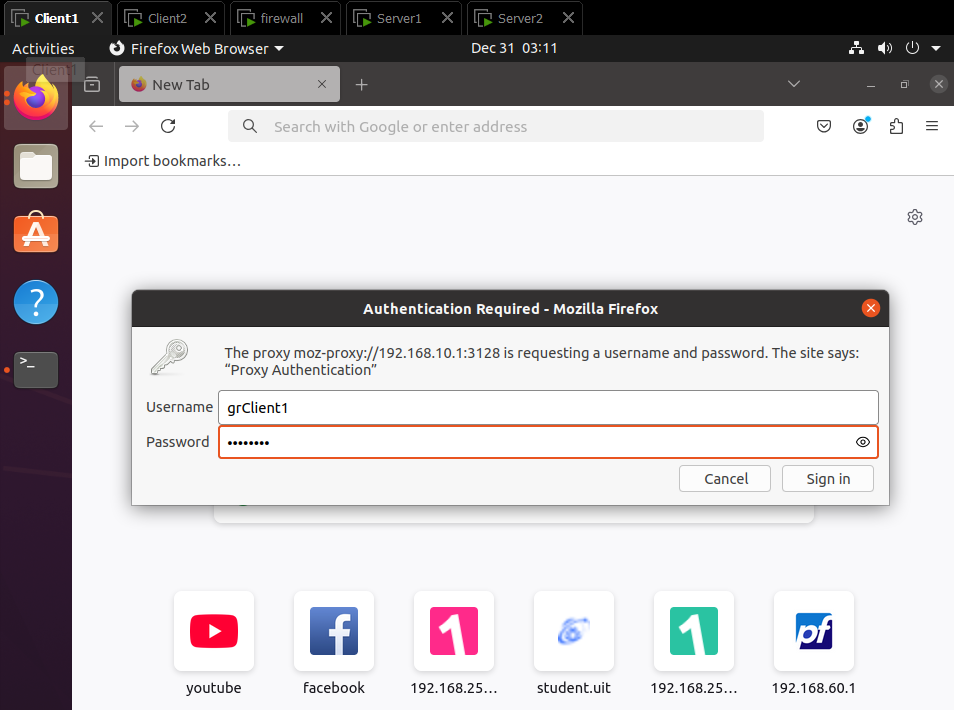 Client1
Client2
firewall
Server1
Server2
Activities
Firefox Web Browser
Dec 31 03:11
Client1
New Tab
Search with Google or enter address
Import bookmarks…
Authentication Required - Mozilla Firefox
The proxy moz-proxy://192.168.10.1:3128 is requesting a username and password. The site says:
“Proxy Authentication”
Username
grClient1
Password
••••••••
Cancel
Sign in
youtube
facebook
192.168.25…
student.uit
192.168.25…
192.168.60.1